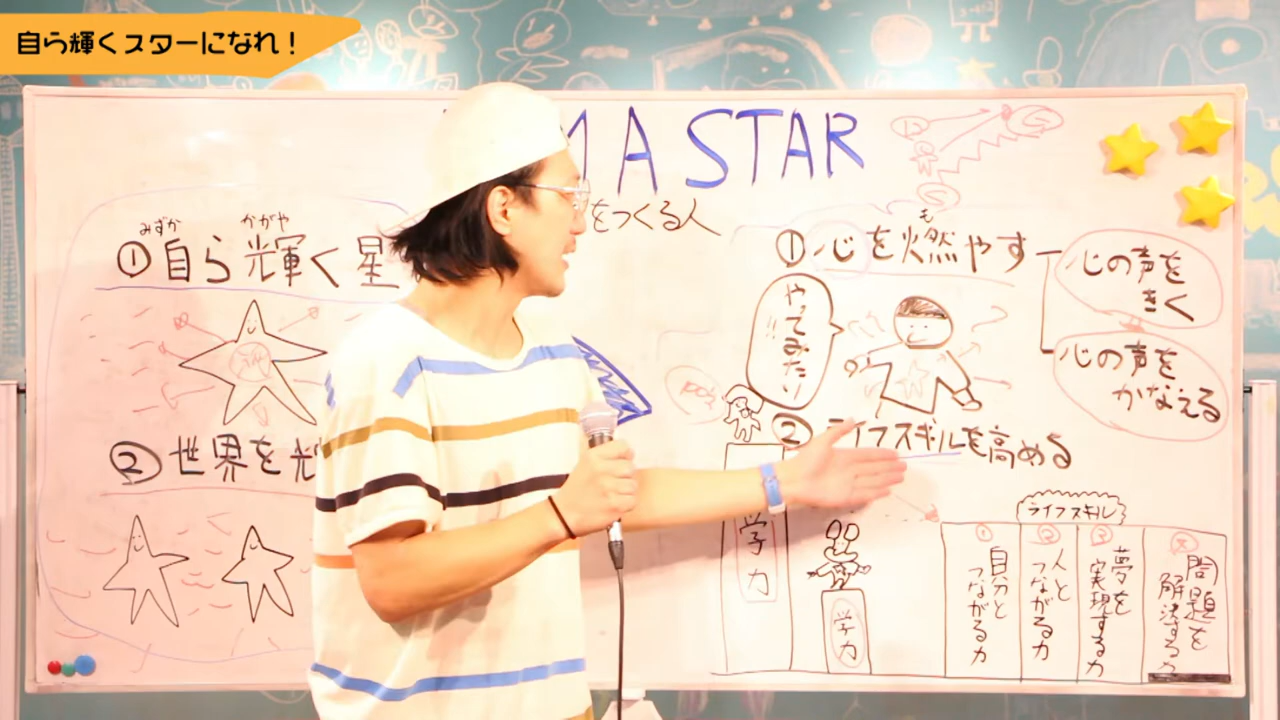 自ら輝くスターになれ!
M A STAR
をつくる人
みずか かがや
①自ら輝く星
②世界を光
も
①心を燃やす
心の声を
きく
心の声を
かなえる
やってみたい
!!
②ライフスキルを高める
学力
学力
ライフスキル
①
自分と
つながる力
②
人と
つながる力
③
夢を
実現する力
④
問題を
解決する力